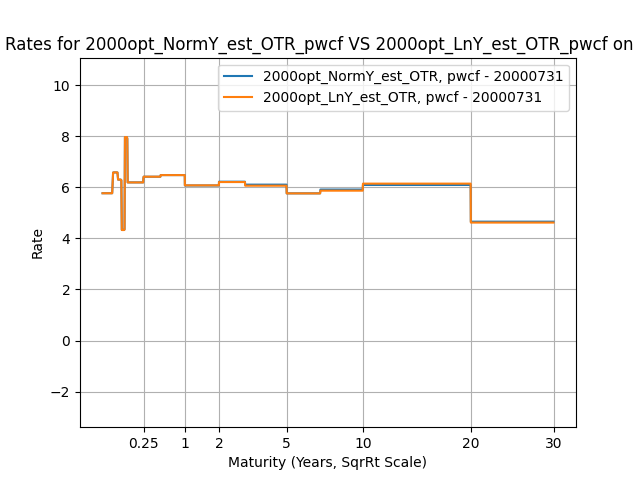 Rates for 2000opt_NormY_est_OTR_pwcf VS 2000opt_LnY_est_OTR_pwcf on
2000opt_NormY_est_OTR, pwcf - 20000731
2000opt_LnY_est_OTR, pwcf - 20000731
10
8
6
4
2
0
−2
Rate
0.25 1 2 5 10 20 30
Maturity (Years, SqrRt Scale)